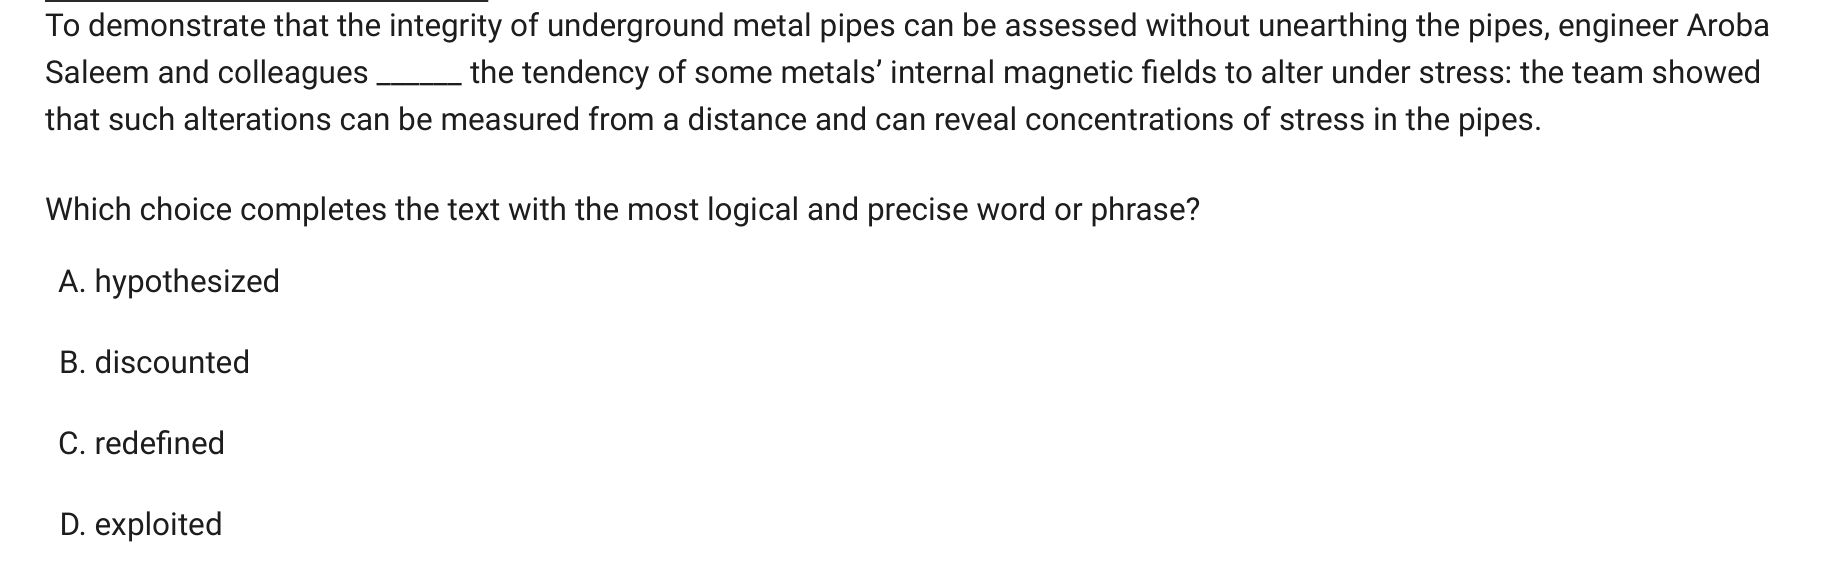 To demonstrate that the integrity of underground metal pipes can be assessed without unearthing the pipes, engineer Aroba
Saleem and colleagues ______ the tendency of some metals’ internal magnetic fields to alter under stress: the team showed
that such alterations can be measured from a distance and can reveal concentrations of stress in the pipes.
Which choice completes the text with the most logical and precise word or phrase?
A. hypothesized
B. discounted
C. redefined
D. exploited